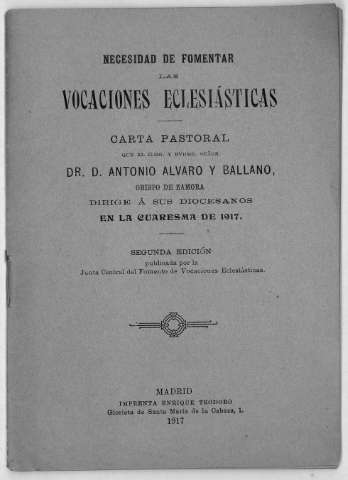 NECESIDAD DE FOMENTAR
LAS
VOCACIONES ECLESIÁSTICAS
CARTA PASTORAL
QUE EL ILMO. Y RVDMO. SEÑOR
DR. D. ANTONIO ALVARO Y BALLANO,
OBISPO DE ZAMORA
DIRIGE Á SUS DIOCESANOS
EN LA CUARESMA DE 1917.
SEGUNDA EDICIÓN
publicada por la
Junta Central del Fomento de Vocaciones Eclesiásticas.
MADRID
IMPRENTA ENRIQUE TEODORO
Glorieta de Santa María de la Cabeza, 1.
1917